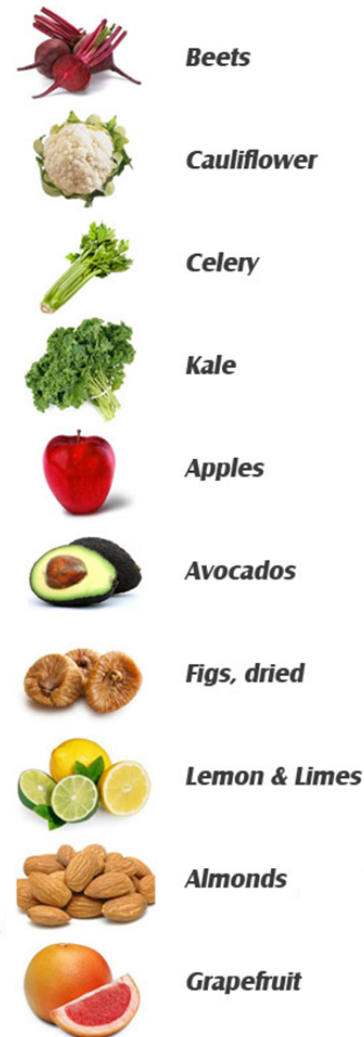 Beets
Cauliflower
Celery
Kale
Apples
Avocados
Figs, dried
Lemon & Limes
Almonds
Grapefruit